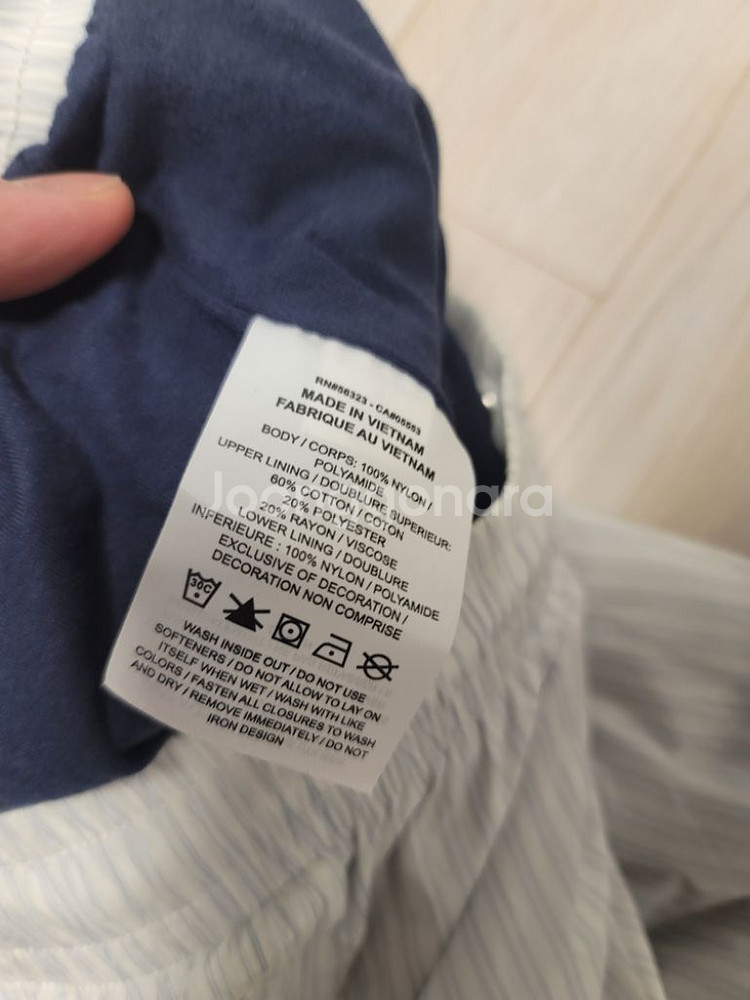 RN#56323 - CA#05553
MADE IN VIETNAM
FABRIQUE AU VIETNAM
BODY / CORPS: 100% NYLON /
POLYAMIDE
UPPER LINING / DOUBLURE SUPERIEUR:
60% COTTON / COTON
20% POLYESTER
20% RAYON / VISCOSE
LOWER LINING / DOUBLURE
INFERIEURE : 100% NYLON / POLYAMIDE
EXCLUSIVE OF DECORATION /
DECORATION NON COMPRISE
30C
WASH INSIDE OUT / DO NOT USE
SOFTENERS / DO NOT ALLOW TO LAY ON
ITSELF WHEN WET / WASH WITH LIKE
COLORS / FASTEN ALL CLOSURES TO WASH
AND DRY / REMOVE IMMEDIATELY / DO NOT
IRON DESIGN